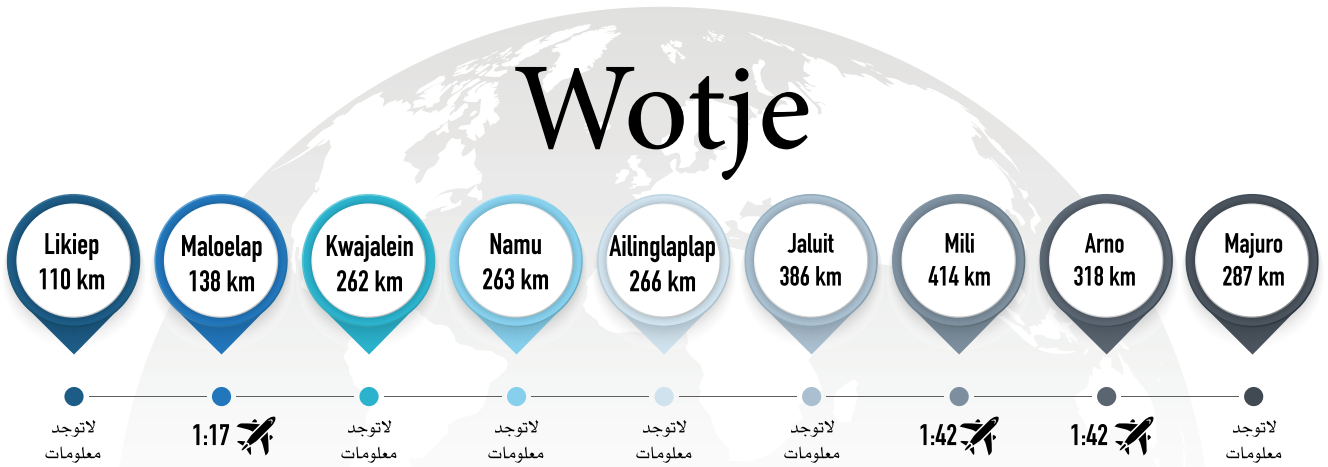 Wotje
Likiep
110 km
Maloelap
138 km
Kwajalein
262 km
Namu
263 km
Ailinglaplap
266 km
Jaluit
386 km
Mili
414 km
Arno
318 km
Majuro
287 km
لاتوجد
معلومات
1:17
لاتوجد
معلومات
لاتوجد
معلومات
لاتوجد
معلومات
لاتوجد
معلومات
1:42
1:42
لاتوجد
معلومات